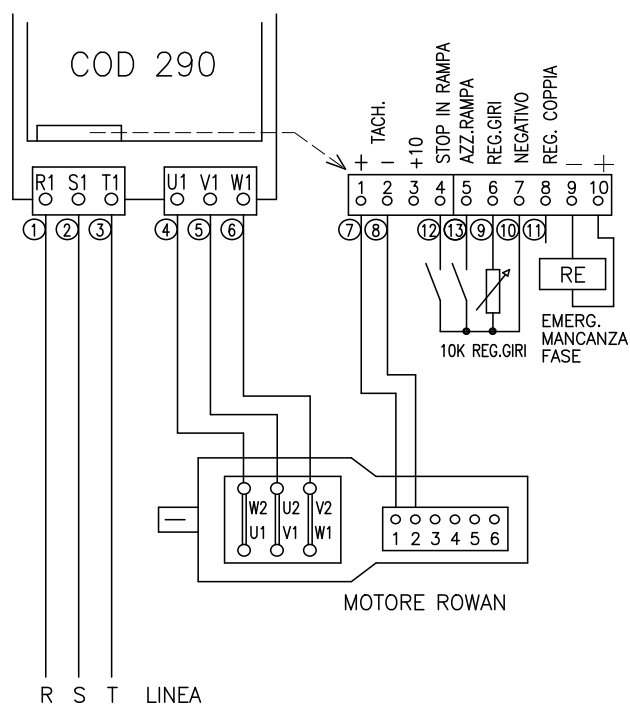 COD 290
R1 S1 T1
U1 V1 W1
1 2 3 4 5 6
+ TACH. −
+10
STOP IN RAMPA
AZZ.RAMPA
REG.GIRI
NEGATIVO
REG. COPPIA
− +
1 2 3 4 5 6 7 8 9 10
7 8 12 13 9 10 11
RE
10K REG.GIRI
EMERG.
MANCANZA
FASE
W2 U2 V2
U1 V1 W1
1 2 3 4 5 6
MOTORE ROWAN
R S T LINEA